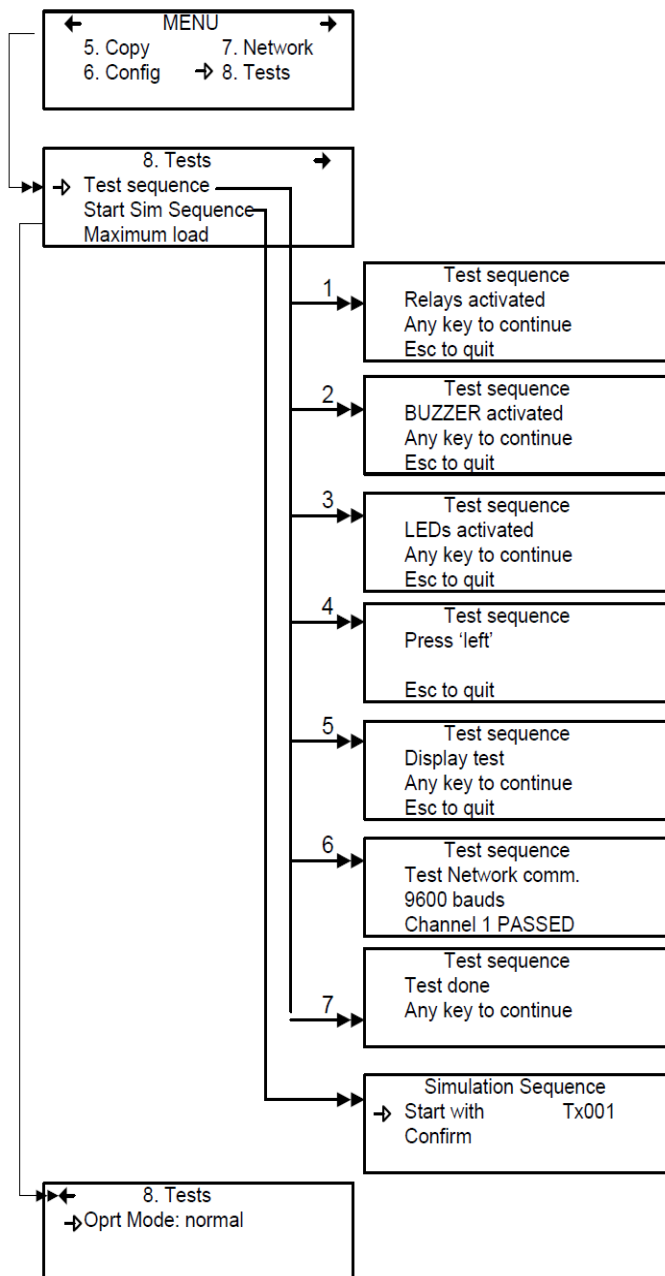 MENU
5. Copy 7. Network
6. Config 8. Tests
8. Tests
Test sequence
Start Sim Sequence
Maximum load
1
Test sequence
Relays activated
Any key to continue
Esc to quit
2
Test sequence
BUZZER activated
Any key to continue
Esc to quit
3
Test sequence
LEDs activated
Any key to continue
Esc to quit
4
Test sequence
Press ‘left’
Esc to quit
5
Test sequence
Display test
Any key to continue
Esc to quit
6
Test sequence
Test Network comm.
9600 bauds
Channel 1 PASSED
7
Test sequence
Test done
Any key to continue
Simulation Sequence
Start with Tx001
Confirm
8. Tests
Oprt Mode: normal